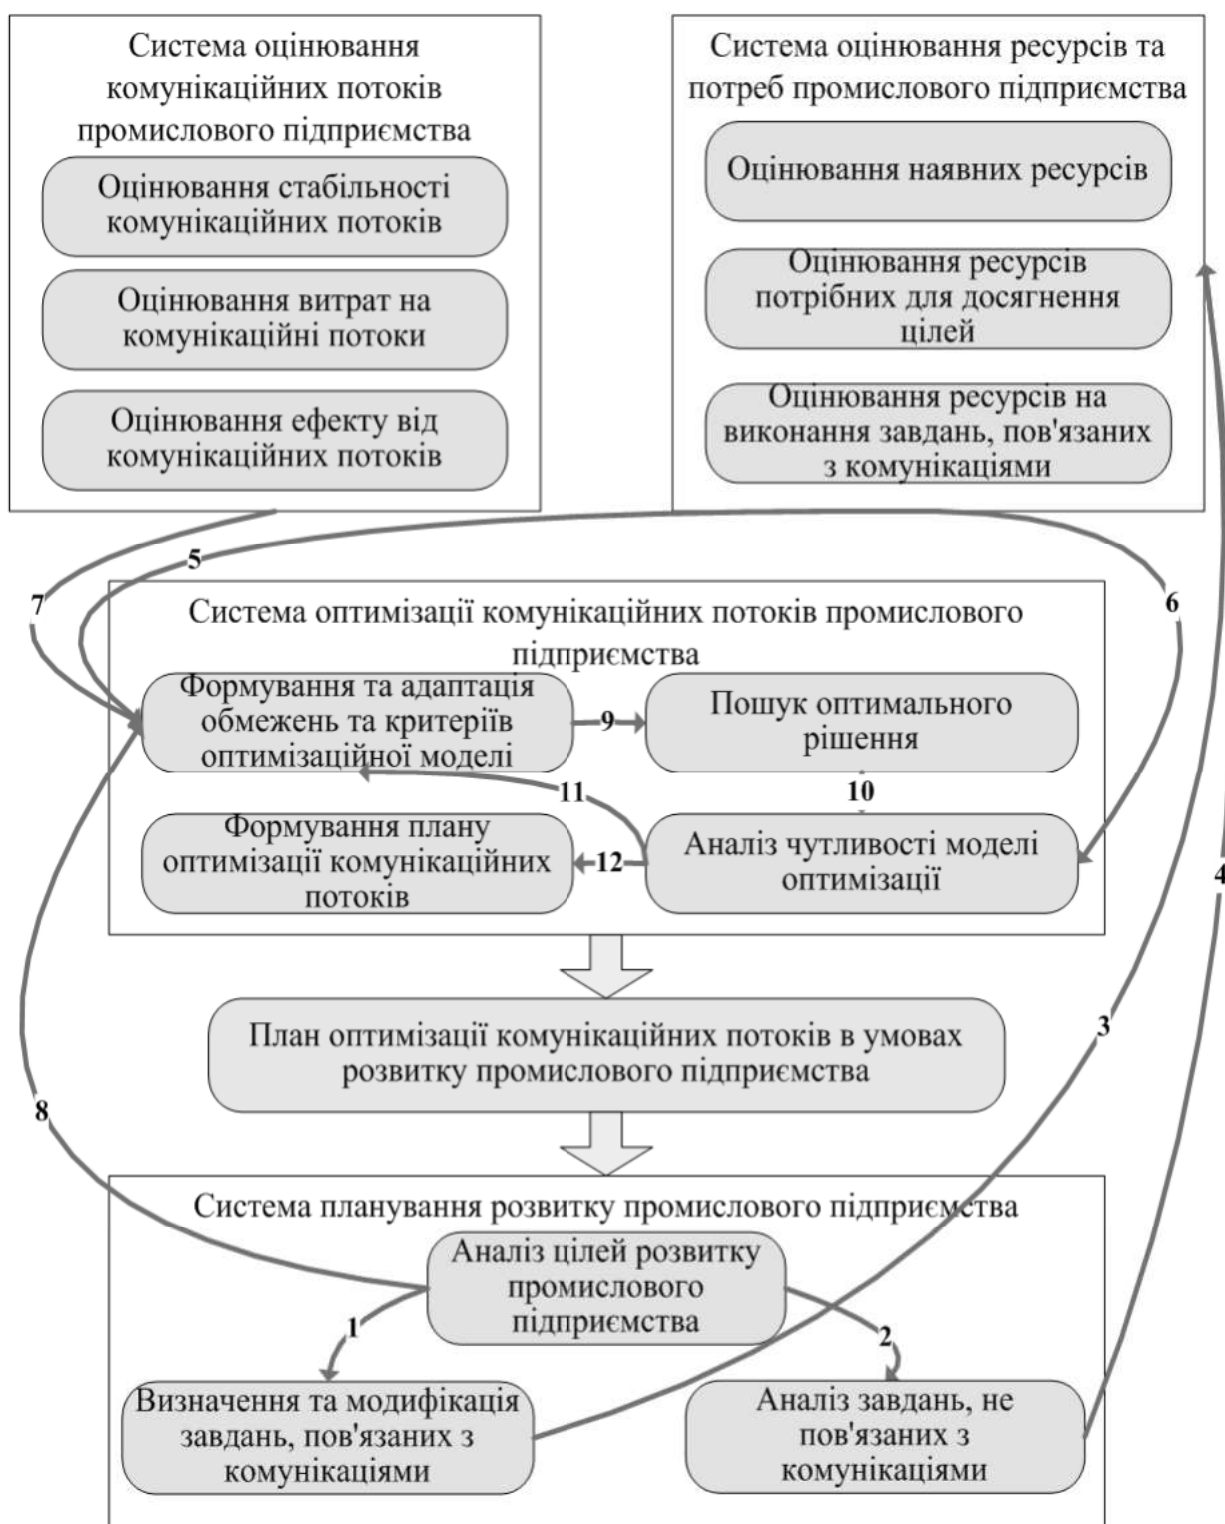 Система оцінювання
комунікаційних потоків
промислового підприємства
Оцінювання стабільності
комунікаційних потоків
Оцінювання витрат на
комунікаційні потоки
Оцінювання ефекту від
комунікаційних потоків
Система оцінювання ресурсів та
потреб промислового підприємства
Оцінювання наявних ресурсів
Оцінювання ресурсів
потрібних для досягнення
цілей
Оцінювання ресурсів на
виконання завдань, пов'язаних
з комунікаціями
5
7
6
Система оптимізації комунікаційних потоків промислового
підприємства
Формування та адаптація
обмежень та критеріїв
оптимізаційної моделі
9
Пошук оптимального
рішення
11
10
Формування плану
оптимізації комунікаційних
потоків
12
Аналіз чутливості моделі
оптимізації
4
План оптимізації комунікаційних потоків в умовах
розвитку промислового підприємства
3
8
Система планування розвитку промислового підприємства
Аналіз цілей розвитку
промислового
підприємства
1
2
Визначення та модифікація
завдань, пов'язаних з
комунікаціями
Аналіз завдань, не
пов'язаних з
комунікаціями